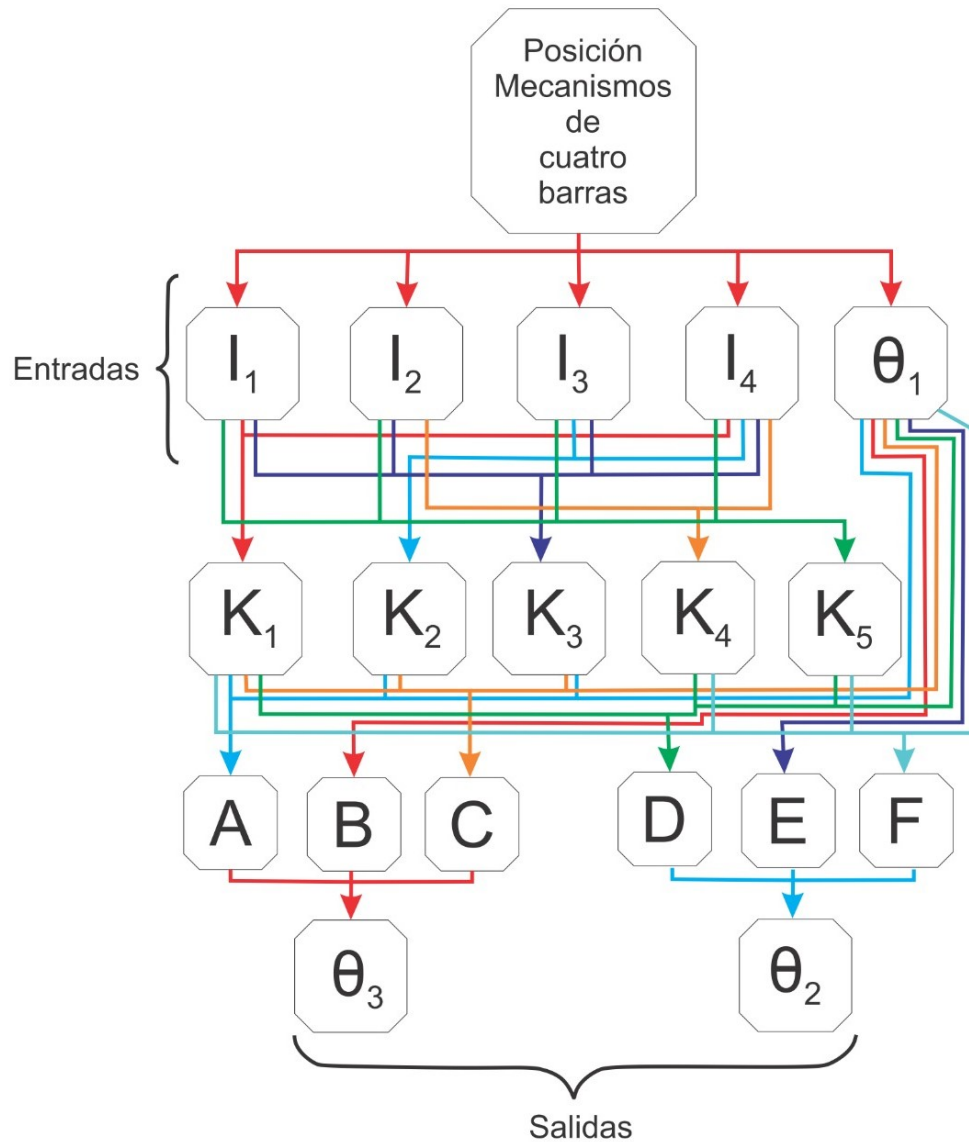 Posición
Mecanismos
de
cuatro
barras
Entradas
l₁ l₂ l₃ l₄ θ₁
K₁ K₂ K₃ K₄ K₅
A B C D E F
θ₃ θ₂
Salidas